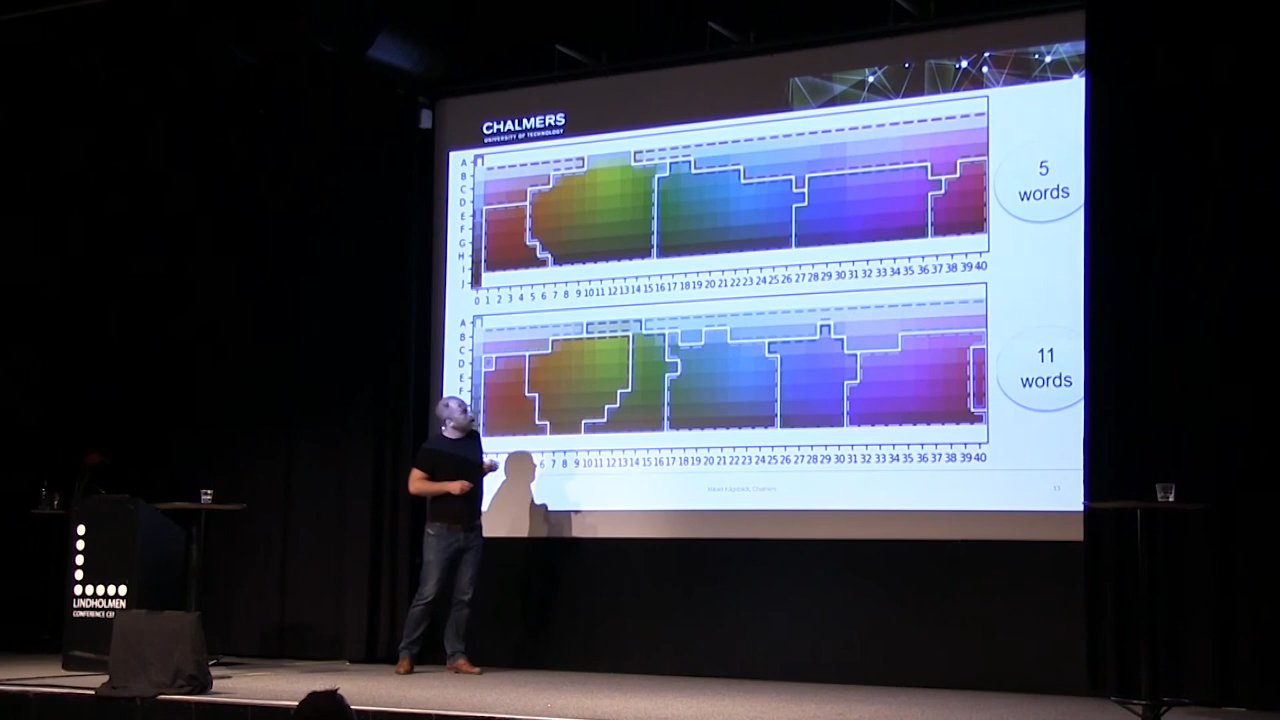 CHALMERS
UNIVERSITY OF TECHNOLOGY
A
B
C
D
E
F
G
H
I
J
0 1 2 3 4 5 6 7 8 9 10 11 12 13 14 15 16 17 18 19 20 21 22 23 24 25 26 27 28 29 30 31 32 33 34 35 36 37 38 39 40
5
words
A
B
C
D
E
F
6 7 8 9 10 11 12 13 14 15 16 17 18 19 20 21 22 23 24 25 26 27 28 29 30 31 32 33 34 35 36 37 38 39 40
11
words
13
LINDHOLMEN
CONFERENCE CEN